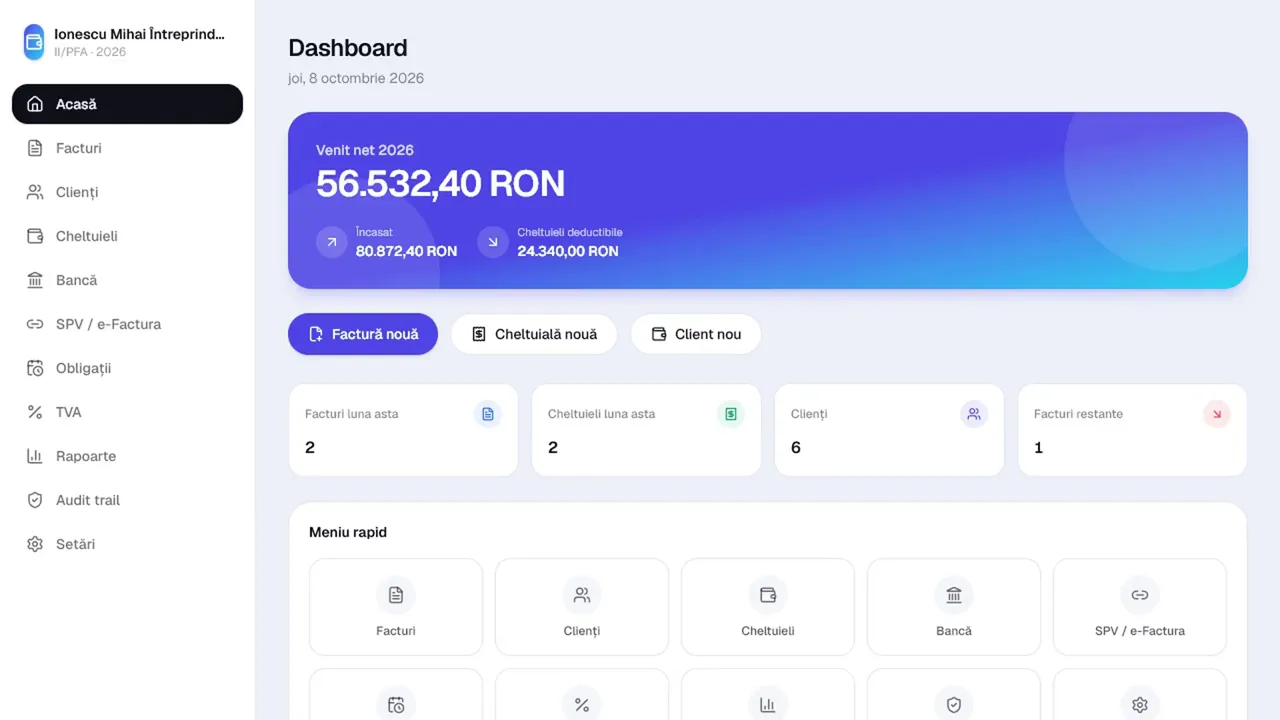 Ionescu Mihai Întreprind...
II/PFA · 2026
Acasă
Facturi
Clienți
Cheltuieli
Bancă
SPV / e-Factura
Obligații
TVA
Rapoarte
Audit trail
Setări
Dashboard
joi, 8 octombrie 2026
Venit net 2026
56.532,40 RON
Încasat
80.872,40 RON
Cheltuieli deductibile
24.340,00 RON
Factură nouă
Cheltuială nouă
Client nou
Facturi luna asta
2
Cheltuieli luna asta
2
Clienți
6
Facturi restante
1
Meniu rapid
Facturi
Clienți
Cheltuieli
Bancă
SPV / e-Factura